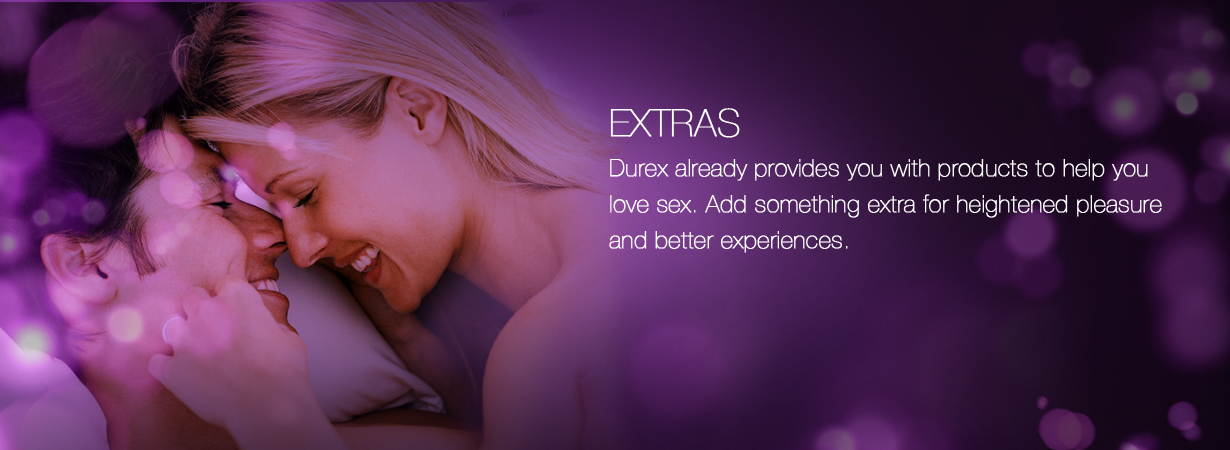 EXTRAS
Durex already provides you with products to help you
love sex. Add something extra for heightened pleasure
and better experiences.